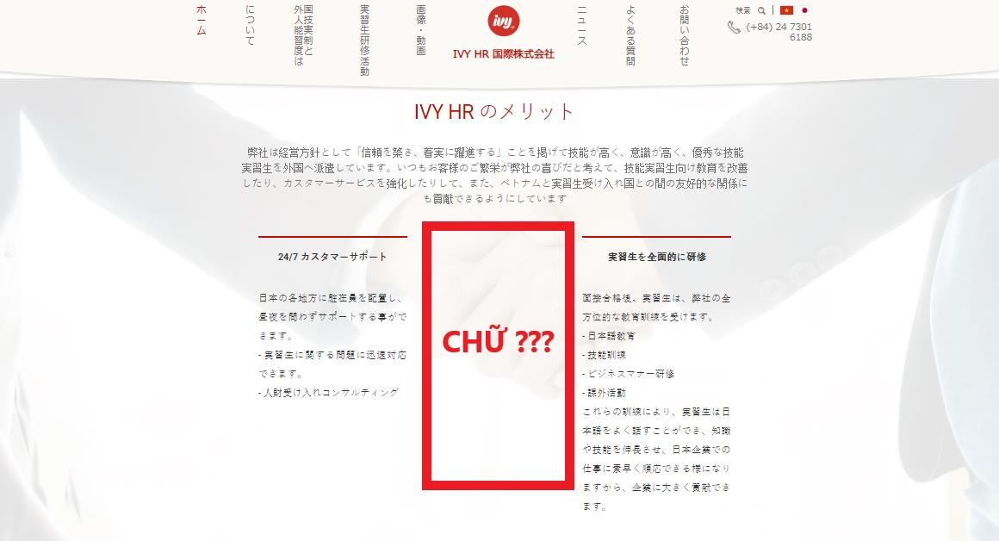 ホーム
について
外国人技能実習制度とは
実習生研修活動
画像・動画
ivy
IVY HR 国際株式会社
ニュース
よくある質問
お問い合わせ
検索
(+84) 24 7301
6188
IVY HR のメリット
弊社は経営方針として「信頼を築き、着実に躍進する」ことを掲げて技能が高く、意識が高く、優秀な技能
実習生を外国へ派遣しています。いつもお客様のご繁栄が弊社の喜びだと考えて、技能実習生向け教育を改善
したり、カスタマーサービスを強化したりして、また、ベトナムと実習生受け入れ国との間の友好的な関係に
も貢献できるようにしています
24/7 カスタマーサポート
日本の各地方に駐在員を配置し、
昼夜を問わずサポートする事がで
きます。
- 実習生に関する問題に迅速対応
できます。
- 人財受け入れコンサルティング
CHỮ ???
実習生を全面的に研修
面接合格後、実習生は、弊社の全
方位的な教育訓練を受けます。
- 日本語教育
- 技能訓練
- ビジネスマナー研修
- 課外活動
これらの訓練により、実習生は日
本語をよく話すことができ、知識
や技能を伸長させ、日本企業での
仕事に素早く順応できる様になり
ますから、企業に大きく貢献でき
ます。